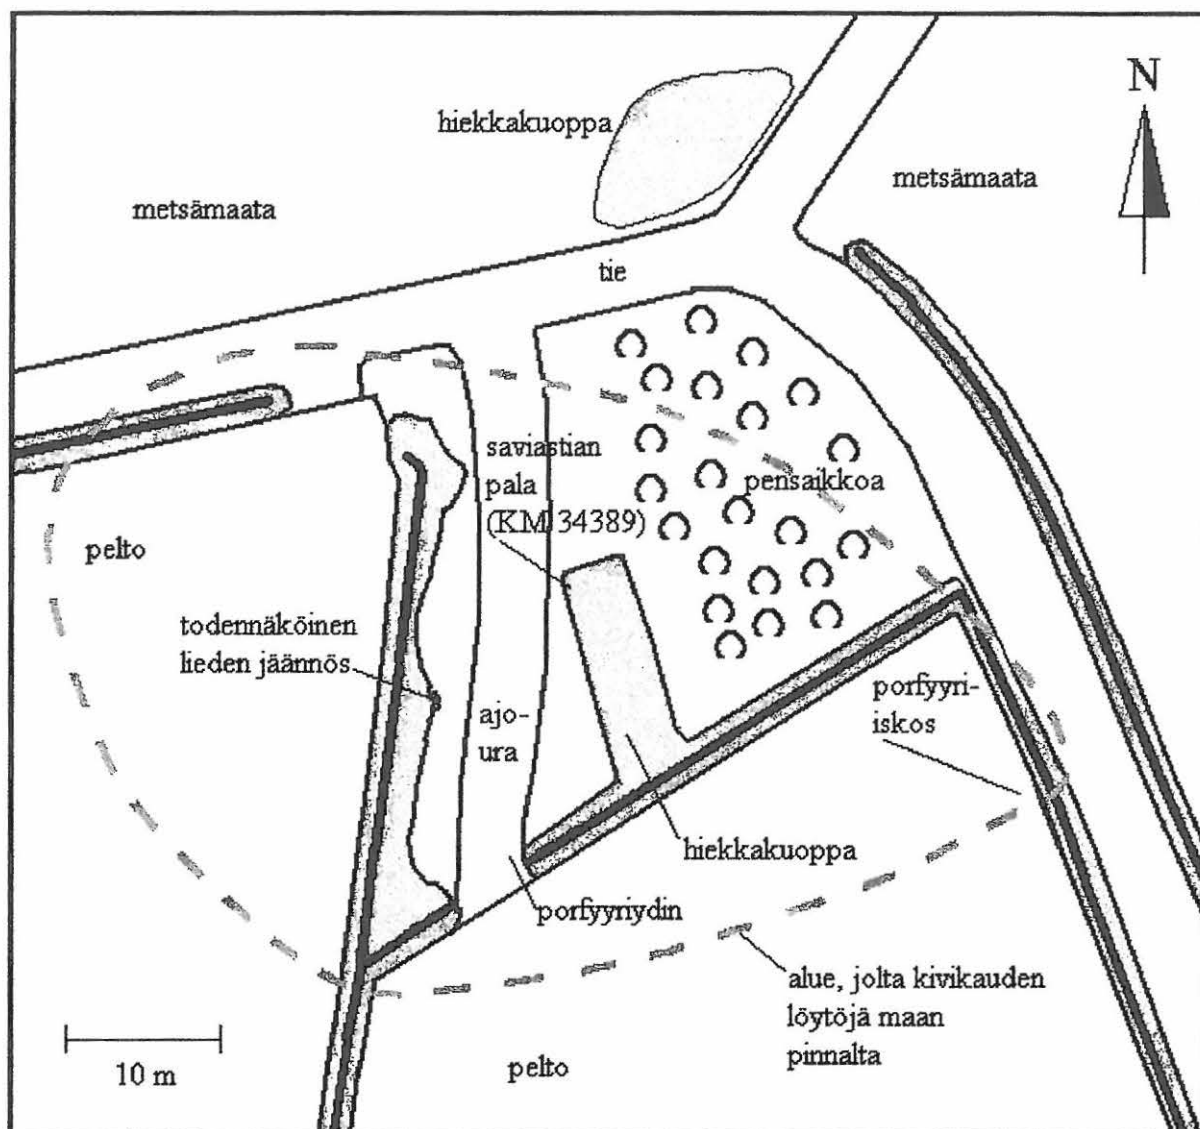 N
hiekkakuoppa
metsämaata
metsämaata
tie
saviastian
pala
(KM 34389)
pensaikkoa
pelto
todennäköinen
lieden jäännös
porfyyri-
iskos
ajo-
ura
hiekkakuoppa
porfyyriydin
alue, jolta kivikauden
löytöjä maan
pinnalta
10 m
pelto